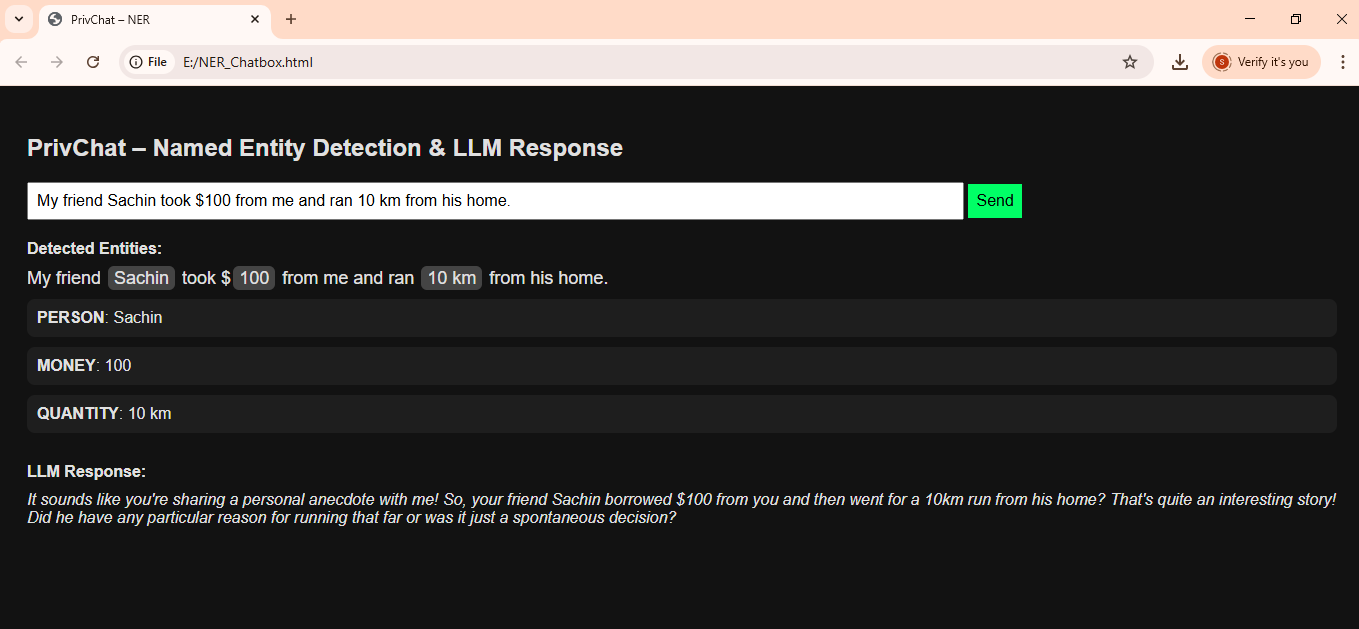 PrivChat – NER
File E:/NER_Chatbox.html S Verify it's you
PrivChat – Named Entity Detection & LLM Response
My friend Sachin took $100 from me and ran 10 km from his home. Send
Detected Entities:
My friend Sachin took $ 100 from me and ran 10 km from his home.
PERSON: Sachin
MONEY: 100
QUANTITY: 10 km
LLM Response:
It sounds like you're sharing a personal anecdote with me! So, your friend Sachin borrowed $100 from you and then went for a 10km run from his home? That's quite an interesting story!
Did he have any particular reason for running that far or was it just a spontaneous decision?